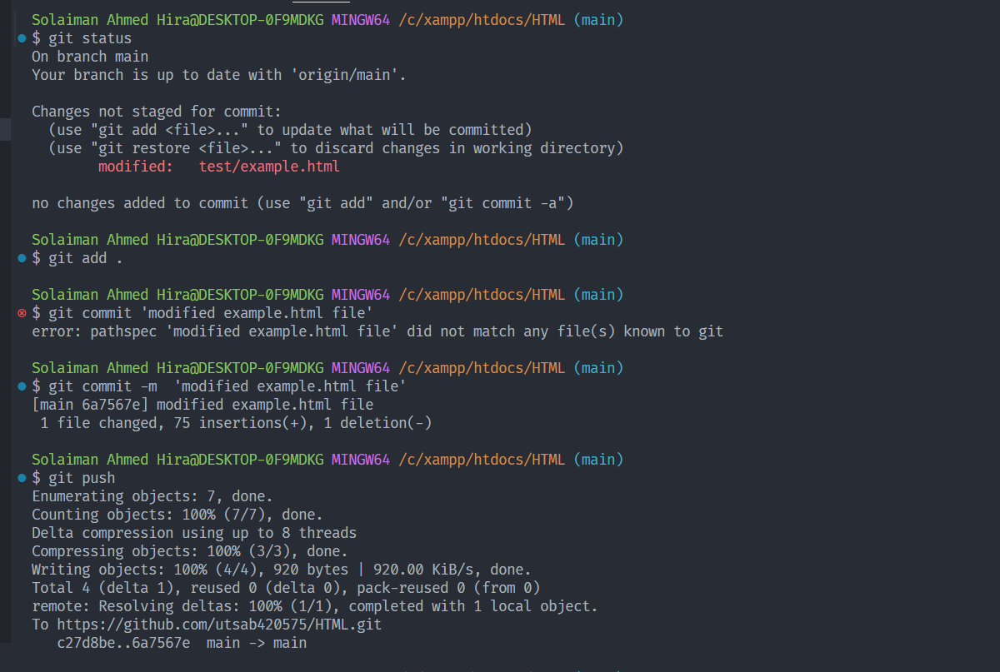 Solaiman Ahmed Hira@DESKTOP-0F9MDKG MINGW64 /c/xampp/htdocs/HTML (main)
$ git status
On branch main
Your branch is up to date with 'origin/main'.

Changes not staged for commit:
  (use "git add <file>..." to update what will be committed)
  (use "git restore <file>..." to discard changes in working directory)
        modified:   test/example.html

no changes added to commit (use "git add" and/or "git commit -a")

Solaiman Ahmed Hira@DESKTOP-0F9MDKG MINGW64 /c/xampp/htdocs/HTML (main)
$ git add .

Solaiman Ahmed Hira@DESKTOP-0F9MDKG MINGW64 /c/xampp/htdocs/HTML (main)
$ git commit 'modified example.html file'
error: pathspec 'modified example.html file' did not match any file(s) known to git

Solaiman Ahmed Hira@DESKTOP-0F9MDKG MINGW64 /c/xampp/htdocs/HTML (main)
$ git commit -m  'modified example.html file'
[main 6a7567e] modified example.html file
 1 file changed, 75 insertions(+), 1 deletion(-)

Solaiman Ahmed Hira@DESKTOP-0F9MDKG MINGW64 /c/xampp/htdocs/HTML (main)
$ git push
Enumerating objects: 7, done.
Counting objects: 100% (7/7), done.
Delta compression using up to 8 threads
Compressing objects: 100% (3/3), done.
Writing objects: 100% (4/4), 920 bytes | 920.00 KiB/s, done.
Total 4 (delta 1), reused 0 (delta 0), pack-reused 0 (from 0)
remote: Resolving deltas: 100% (1/1), completed with 1 local object.
To https://github.com/utsab420575/HTML.git
   c27d8be..6a7567e  main -> main